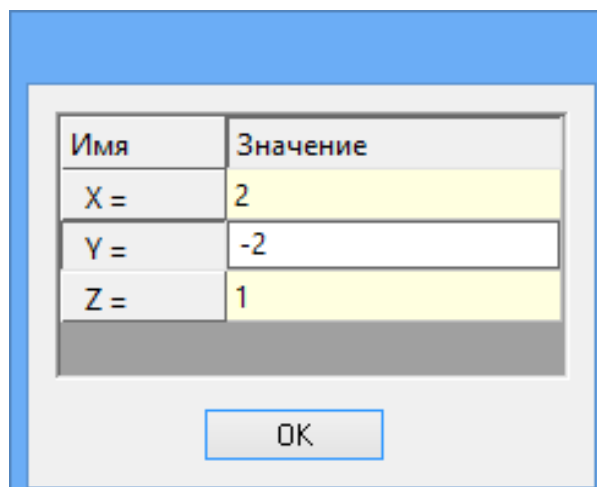 Имя Значение
X = 2
Y = -2
Z = 1
OK